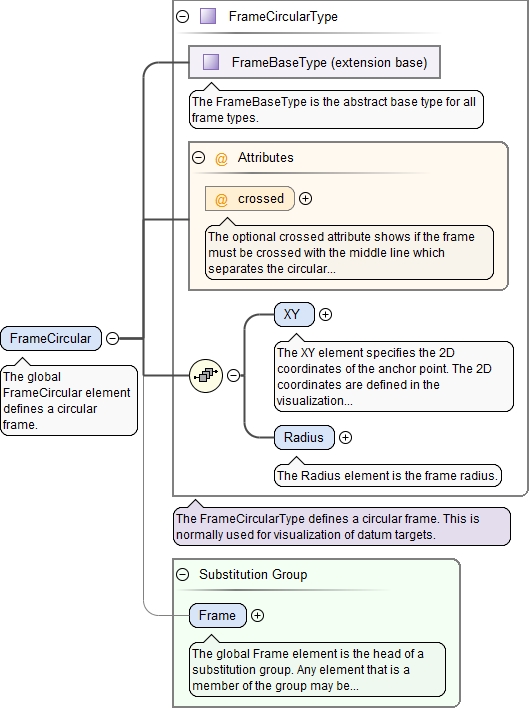 FrameCircularType
FrameBaseType (extension base)
The FrameBaseType is the abstract base type for all
frame types.
@ Attributes
@ crossed
The optional crossed attribute shows if the frame
must be crossed with the middle line which
separates the circular...
XY
The XY element specifies the 2D
coordinates of the anchor point. The 2D
coordinates are defined in the
visualization...
Radius
The Radius element is the frame radius.
FrameCircular
The global
FrameCircular element
defines a circular
frame.
The FrameCircularType defines a circular frame. This is
normally used for visualization of datum targets.
Substitution Group
Frame
The global Frame element is the head of a
substitution group. Any element that is a
member of the group may be...